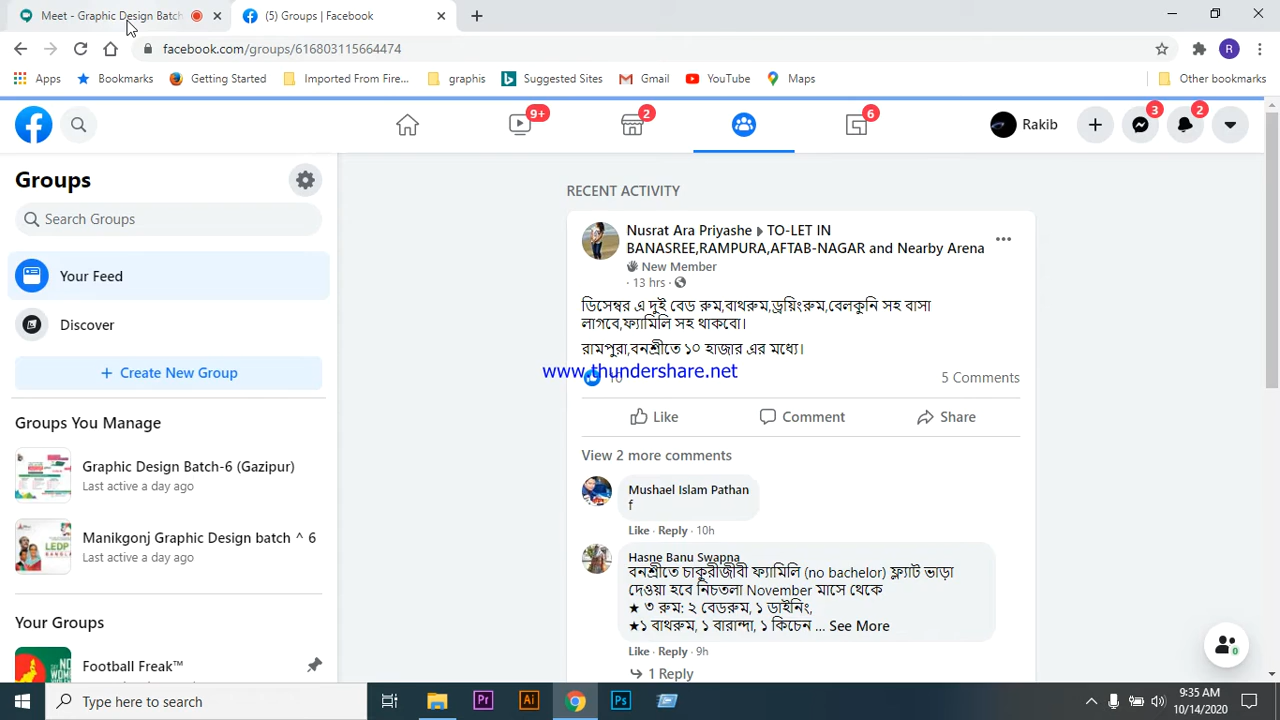 Meet - Graphic Design Batch
(5) Groups | Facebook
facebook.com/groups/616803115664474
Apps
Bookmarks
Getting Started
Imported From Fire...
graphis
Suggested Sites
Gmail
YouTube
Maps
Other bookmarks
9+
2
6
Rakib
3
2
Groups
Search Groups
Your Feed
Discover
+ Create New Group
Groups You Manage
Graphic Design Batch-6 (Gazipur)
Last active a day ago
Manikgonj Graphic Design batch ^ 6
Last active a day ago
Your Groups
Football Freak™
RECENT ACTIVITY
Nusrat Ara Priyashe ▸ TO-LET IN
BANASREE,RAMPURA,AFTAB-NAGAR and Nearby Arena
New Member
· 13 hrs ·
ডিসেম্বর এ দুই বেড রুম,বাথরুম,ড্রয়িংরুম,বেলকুনি সহ বাসা
লাগবে,ফ্যামিলি সহ থাকবো।
রামপুরা,বনশ্রীতে ১০ হাজার এর মধ্যে।
www.thundershare.net
10
5 Comments
Like
Comment
Share
View 2 more comments
Mushael Islam Pathan
f
Like · Reply · 10h
Hasne Banu Swapna
বনশ্রীতে চাকুরীজীবী ফ্যামিলি (no bachelor) ফ্ল্যাট ভাড়া
দেওয়া হবে নিচতলা November মাসে থেকে
★ ৩ রুম: ২ বেডরুম, ১ ডাইনিং,
★১ বাথরুম, ১ বারান্দা, ১ কিচেন ... See More
Like · Reply · 9h
1 Reply
0
R
LEDP
Type here to search
Pr
Ai
Ps
9:35 AM
10/14/2020